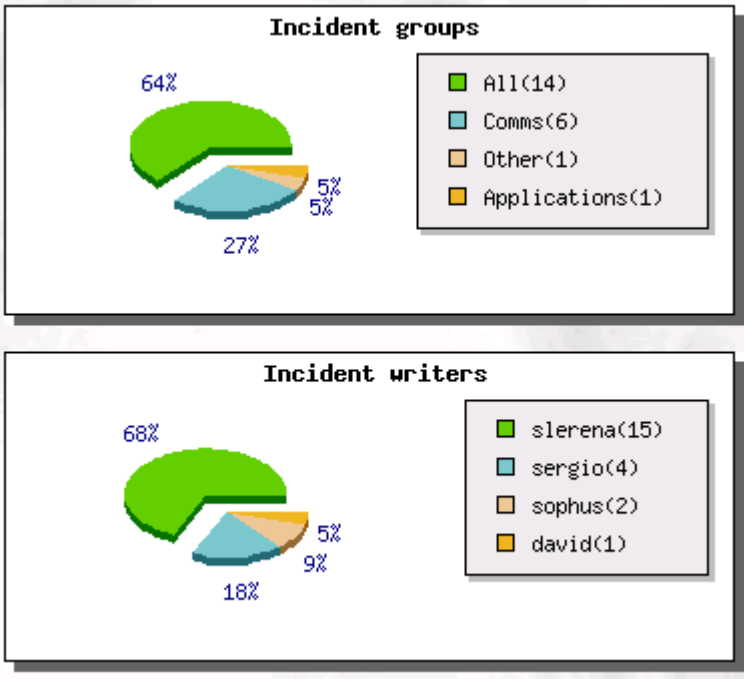 Incident groups
64%
5%
5%
27%
All(14)
Comms(6)
Other(1)
Applications(1)
Incident writers
68%
5%
9%
18%
slerena(15)
sergio(4)
sophus(2)
david(1)